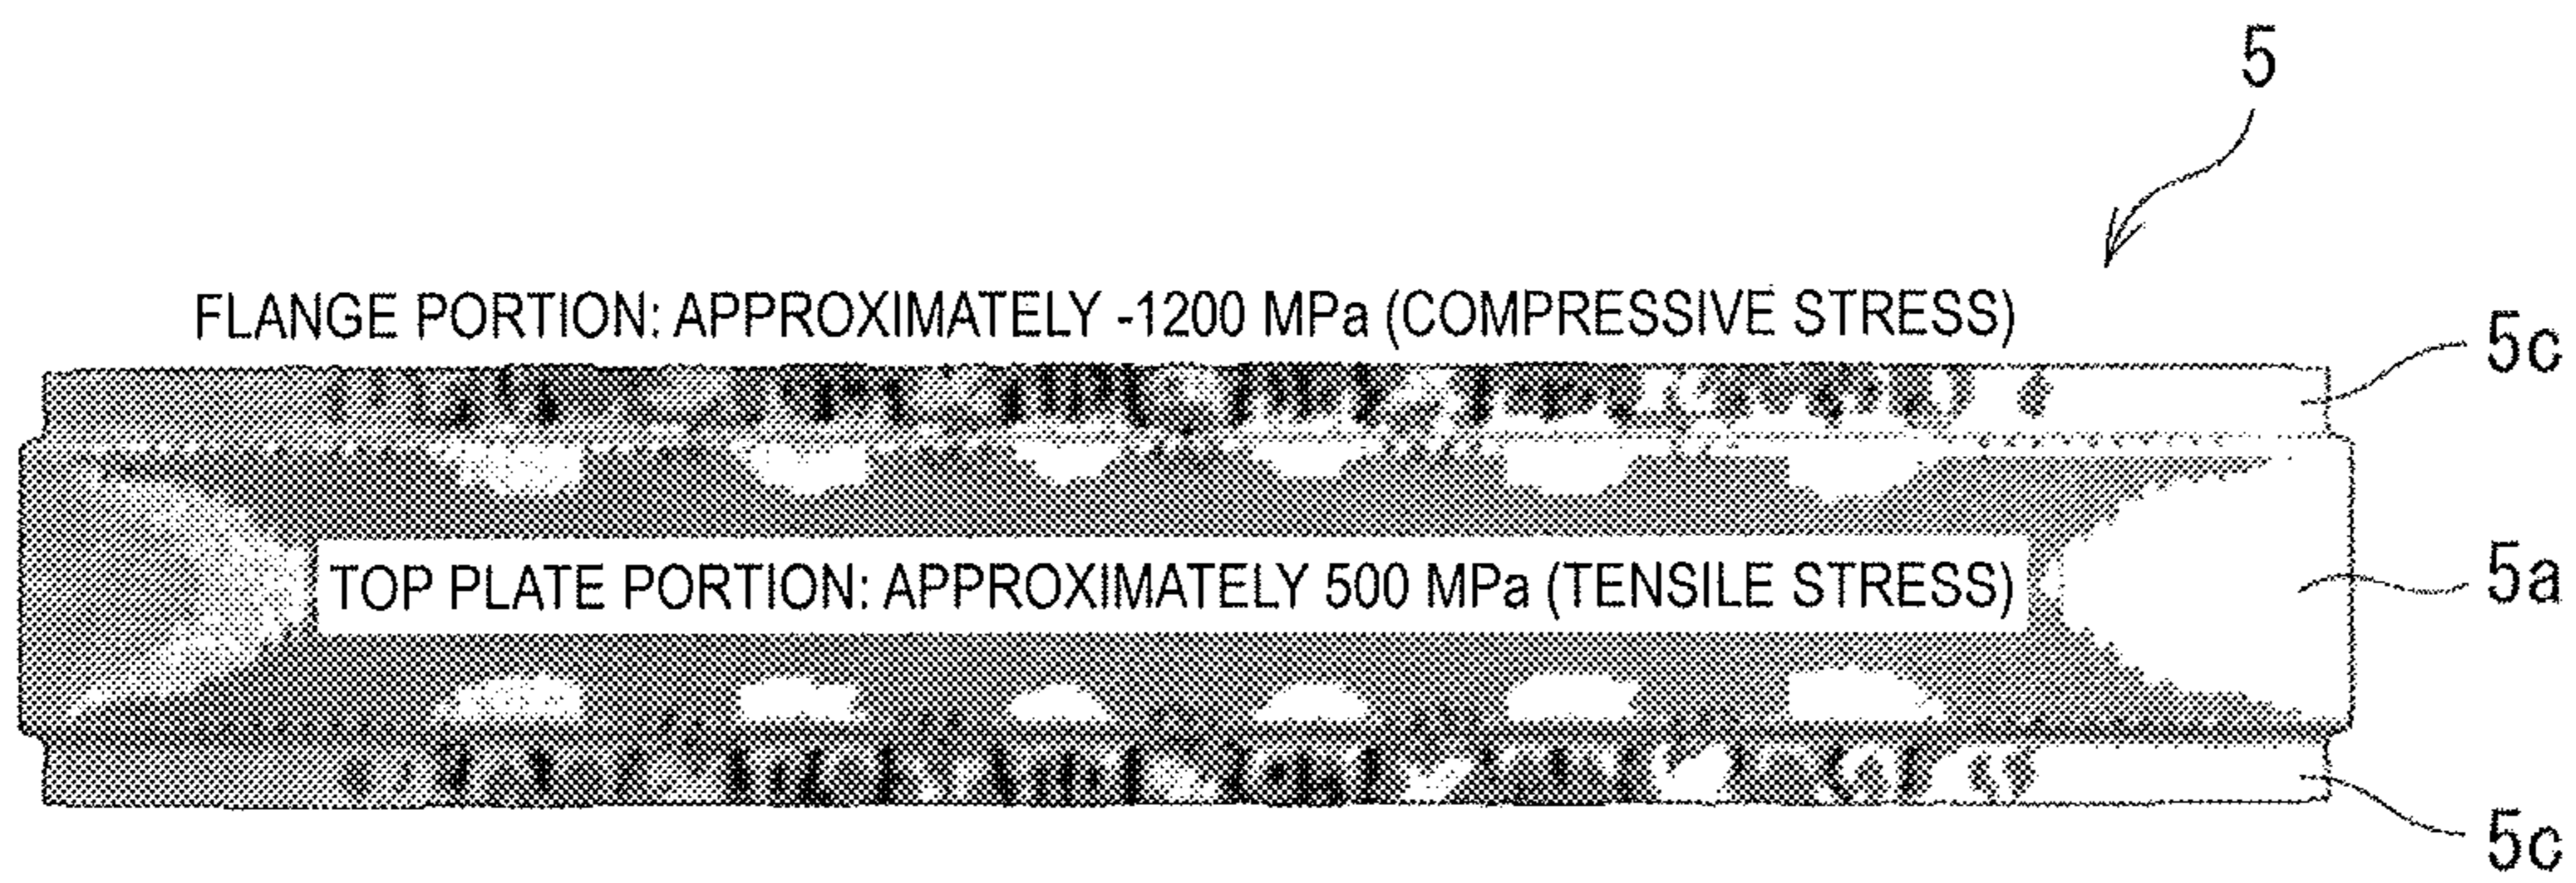 5
FLANGE PORTION: APPROXIMATELY -1200 MPa (COMPRESSIVE STRESS)
5c
TOP PLATE PORTION: APPROXIMATELY 500 MPa (TENSILE STRESS)
5a
5c